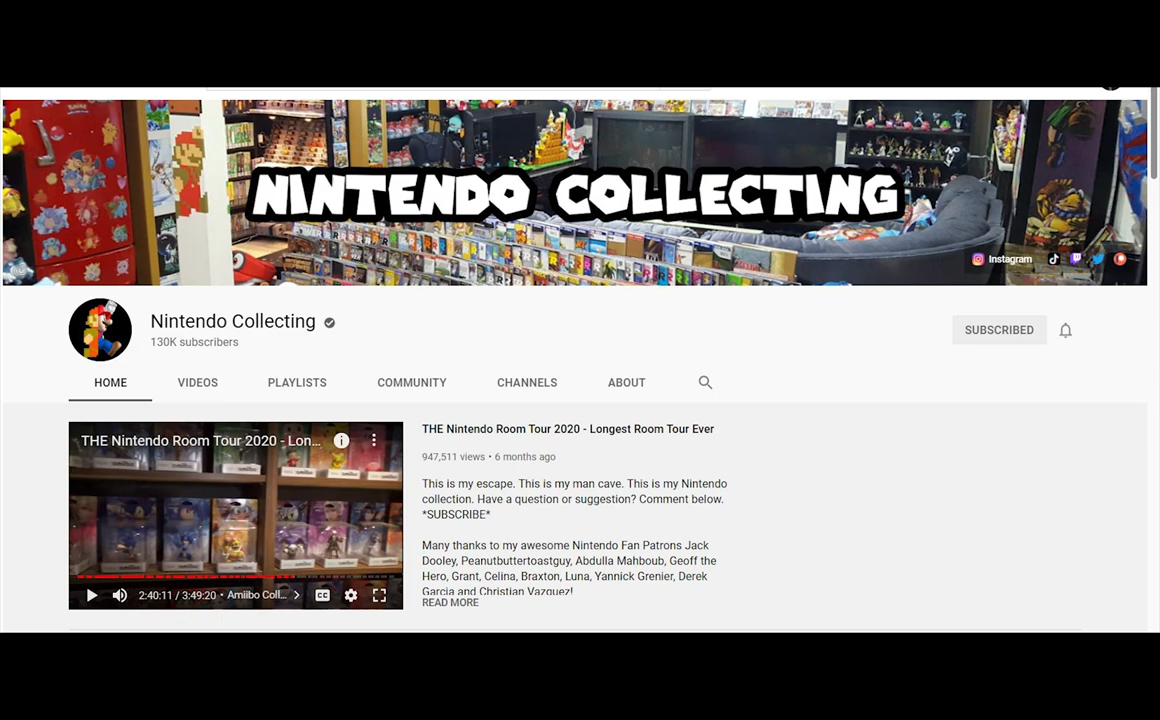 NINTENDO COLLECTING
Instagram
Nintendo Collecting
130K subscribers
SUBSCRIBED
HOME VIDEOS PLAYLISTS COMMUNITY CHANNELS ABOUT
THE Nintendo Room Tour 2020 - Lon...
2:40:11 / 3:49:20 • Amiibo Coll...
CC
THE Nintendo Room Tour 2020 - Longest Room Tour Ever
947,511 views • 6 months ago
This is my escape. This is my man cave. This is my Nintendo
collection. Have a question or suggestion? Comment below.
*SUBSCRIBE*
Many thanks to my awesome Nintendo Fan Patrons Jack
Dooley, Peanutbuttertoastguy, Abdulla Mahboub, Geoff the
Hero, Grant, Celina, Braxton, Luna, Yannick Grenier, Derek
Garcia and Christian Vazquez!
READ MORE